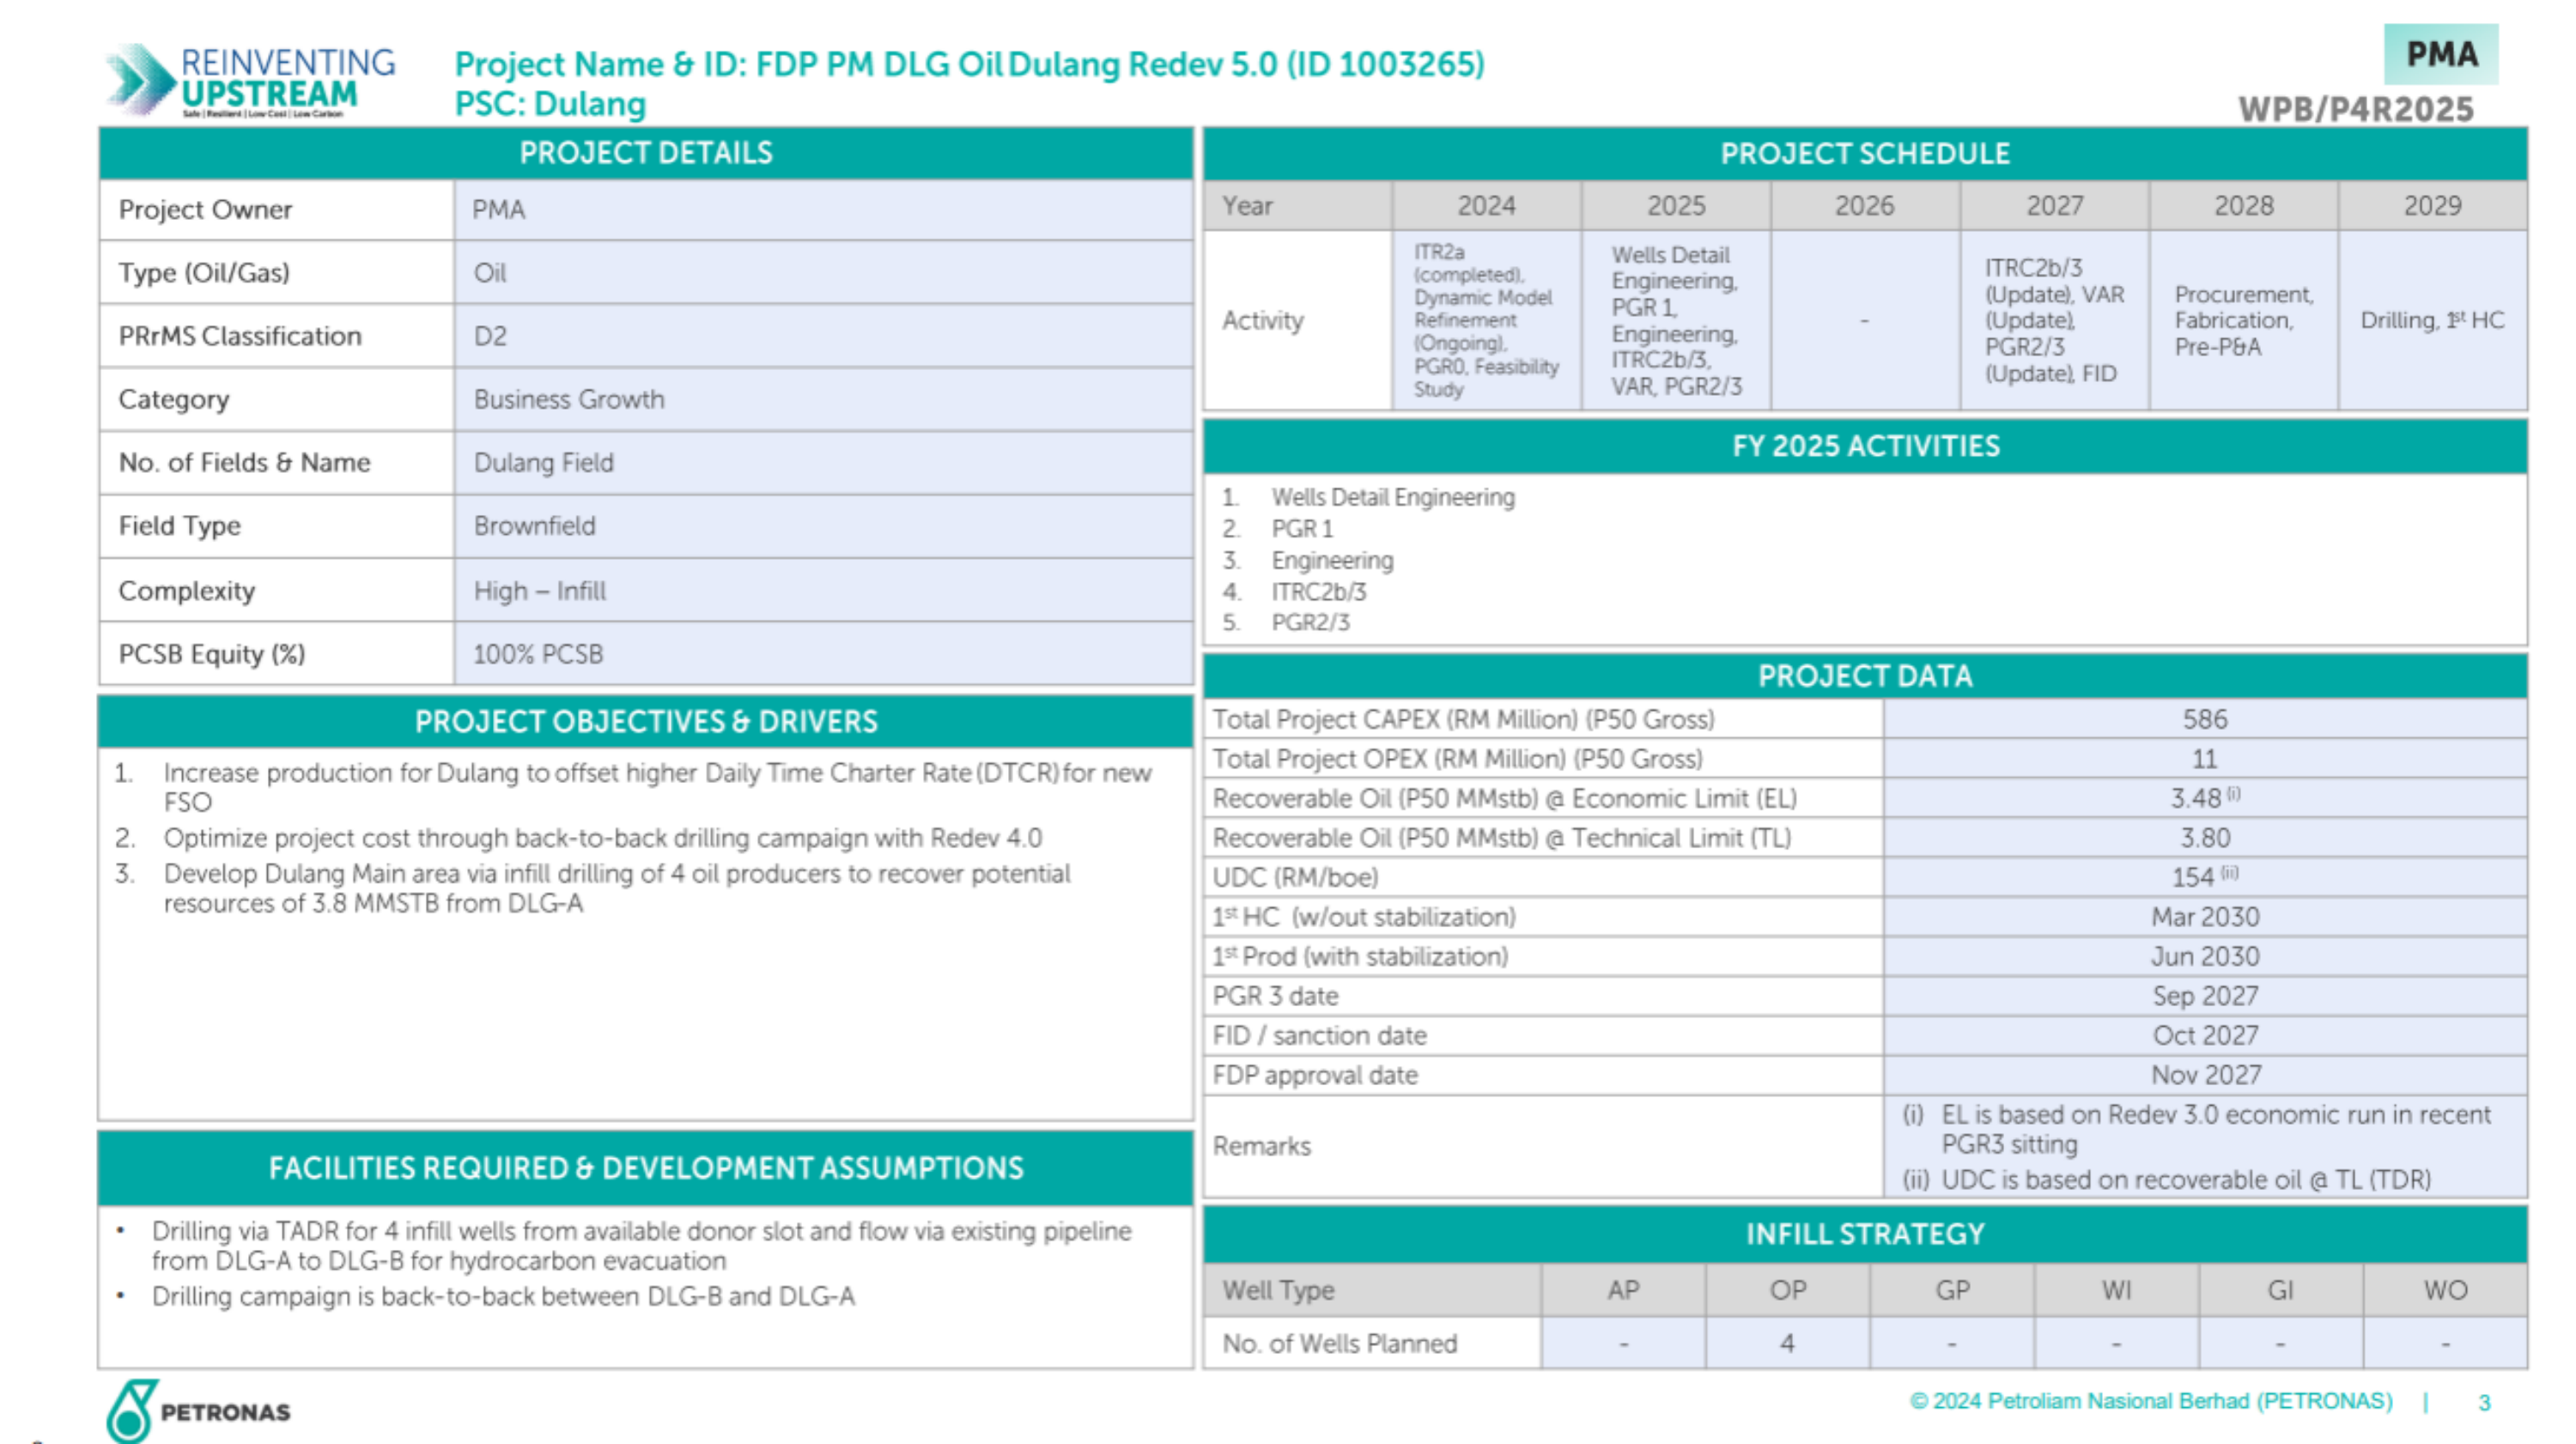 REINVENTING
UPSTREAM
Safe | Resilient | Low Cost | Low Carbon
Project Name & ID: FDP PM DLG Oil Dulang Redev 5.0 (ID 1003265)
PSC: Dulang
PMA
WPB/P4R2025
PROJECT DETAILS
Project Owner PMA
Type (Oil/Gas) Oil
PRrMS Classification D2
Category Business Growth
No. of Fields & Name Dulang Field
Field Type Brownfield
Complexity High – Infill
PCSB Equity (%) 100% PCSB
PROJECT OBJECTIVES & DRIVERS
1. Increase production for Dulang to offset higher Daily Time Charter Rate (DTCR) for new
FSO
2. Optimize project cost through back-to-back drilling campaign with Redev 4.0
3. Develop Dulang Main area via infill drilling of 4 oil producers to recover potential
resources of 3.8 MMSTB from DLG-A
FACILITIES REQUIRED & DEVELOPMENT ASSUMPTIONS
• Drilling via TADR for 4 infill wells from available donor slot and flow via existing pipeline
from DLG-A to DLG-B for hydrocarbon evacuation
• Drilling campaign is back-to-back between DLG-B and DLG-A
PROJECT SCHEDULE
Year 2024 2025 2026 2027 2028 2029
Activity
ITR2a
(completed),
Dynamic Model
Refinement
(Ongoing),
PGR0, Feasibility
Study
Wells Detail
Engineering,
PGR 1,
Engineering,
ITRC2b/3,
VAR, PGR2/3
-
ITRC2b/3
(Update), VAR
(Update),
PGR2/3
(Update), FID
Procurement,
Fabrication,
Pre-P&A
Drilling, 1st HC
FY 2025 ACTIVITIES
1. Wells Detail Engineering
2. PGR 1
3. Engineering
4. ITRC2b/3
5. PGR2/3
PROJECT DATA
Total Project CAPEX (RM Million) (P50 Gross) 586
Total Project OPEX (RM Million) (P50 Gross) 11
Recoverable Oil (P50 MMstb) @ Economic Limit (EL) 3.48 (i)
Recoverable Oil (P50 MMstb) @ Technical Limit (TL) 3.80
UDC (RM/boe) 154 (ii)
1st HC (w/out stabilization) Mar 2030
1st Prod (with stabilization) Jun 2030
PGR 3 date Sep 2027
FID / sanction date Oct 2027
FDP approval date Nov 2027
Remarks
(i) EL is based on Redev 3.0 economic run in recent
PGR3 sitting
(ii) UDC is based on recoverable oil @ TL (TDR)
INFILL STRATEGY
Well Type AP OP GP WI GI WO
No. of Wells Planned - 4 - - - -
PETRONAS
© 2024 Petroliam Nasional Berhad (PETRONAS) | 3